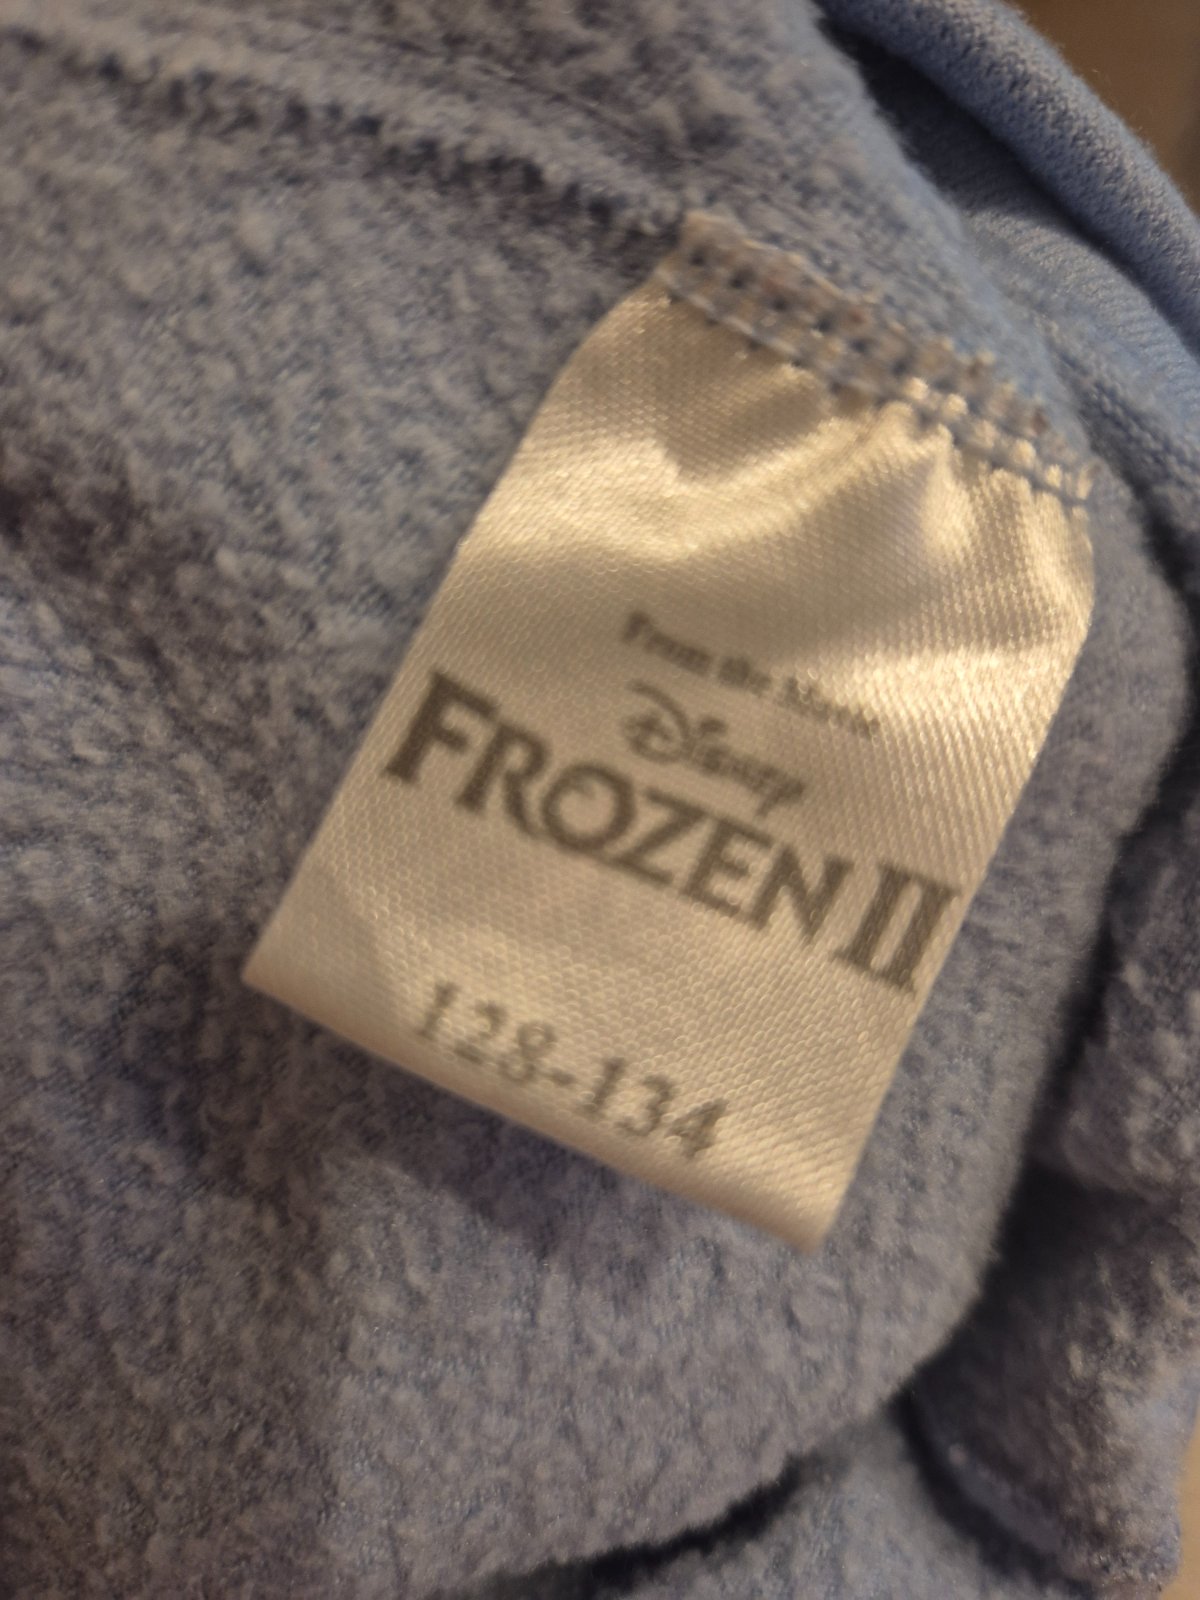 From the Movie
Disney
FROZEN II
128-134